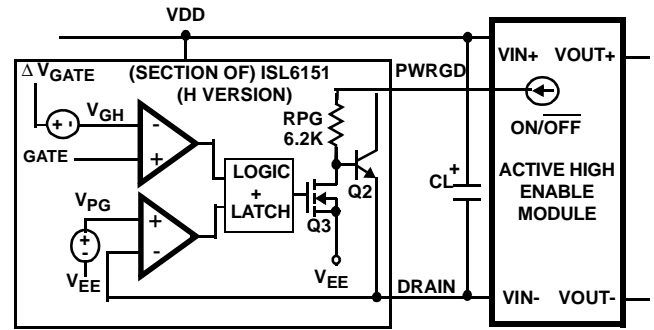 VDD
(SECTION OF) ISL6151
(H VERSION)
ΔVGATE
VGH
GATE
VPG
VEE
-
+
+
-
+
-
+
-
LOGIC
+
LATCH
RPG
6.2K
Q2
Q3
VEE
PWRGD
DRAIN
CL
+
VIN+ VOUT+
ON/OFF
ACTIVE HIGH
ENABLE
MODULE
VIN- VOUT-